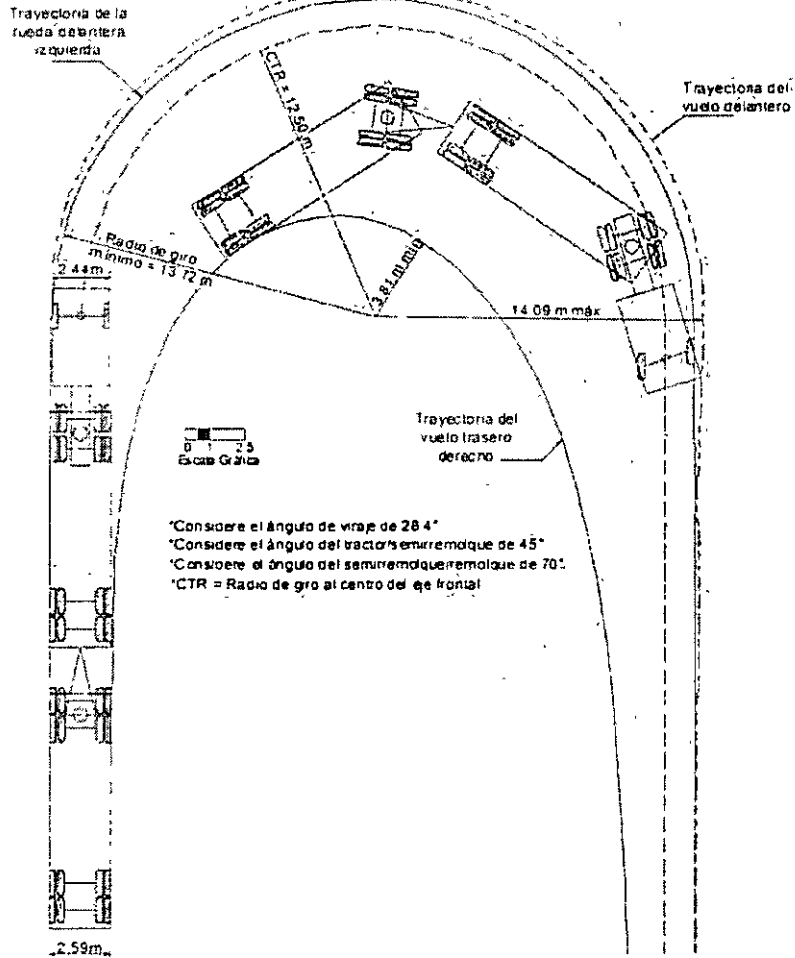 Trayectoria de la
rueda delantera
izquierda
CTR = 12.50 m
Trayectoria del
vuelo delantero
Radio de giro
mínimo = 13.72 m
2.44m
3.81 m min
14.09 m máx
Trayectoria del
vuelo trasero
derecho
0 1 2.5
Escala Gráfica
*Considere el ángulo de viraje de 28.4°
*Considere el ángulo del tractor/semirremolque de 45°
*Considere el ángulo del semirremolque/remolque de 70°
*CTR = Radio de giro al centro del eje frontal
2.59m